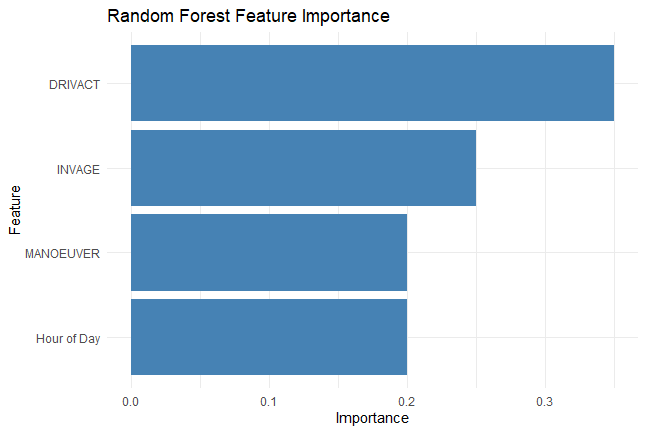 Random Forest Feature Importance
DRIVACT
INVAGE
MANOEUVER
Hour of Day
Feature
0.0
0.1
0.2
0.3
Importance